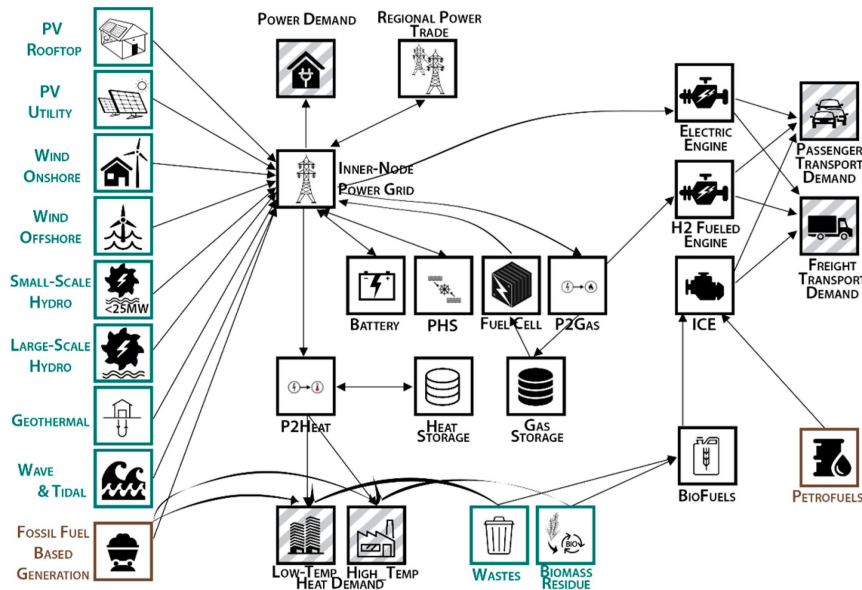 PV
Rooftop
PV
Utility
Wind
Onshore
Wind
Offshore
Small-Scale
Hydro
<25MW
Large-Scale
Hydro
Geothermal
Wave
& Tidal
Fossil Fuel
Based
Generation
Power Demand
Regional Power
Trade
Inner-Node
Power Grid
Battery
PHS
Fuel Cell
P2Gas
P2Heat
Heat
Storage
Gas
Storage
Low-Temp High_Temp
Heat Demand
Wastes
BIO
Biomass
Residue
Electric
Engine
H2 Fueled
Engine
ICE
BioFuels
Petrofuels
Passenger
Transport
Demand
Freight
Transport
Demand